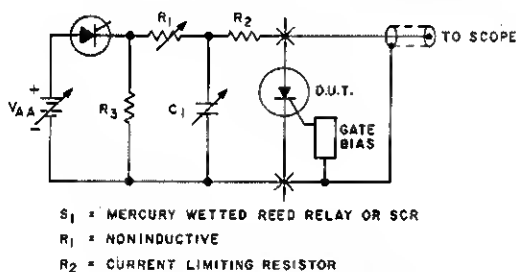 R1
R2
TO SCOPE
+
VAA
-
R3
C1
D.U.T.
GATE
BIAS
S1 = MERCURY WETTED REED RELAY OR SCR
R1 = NONINDUCTIVE
R2 = CURRENT LIMITING RESISTOR